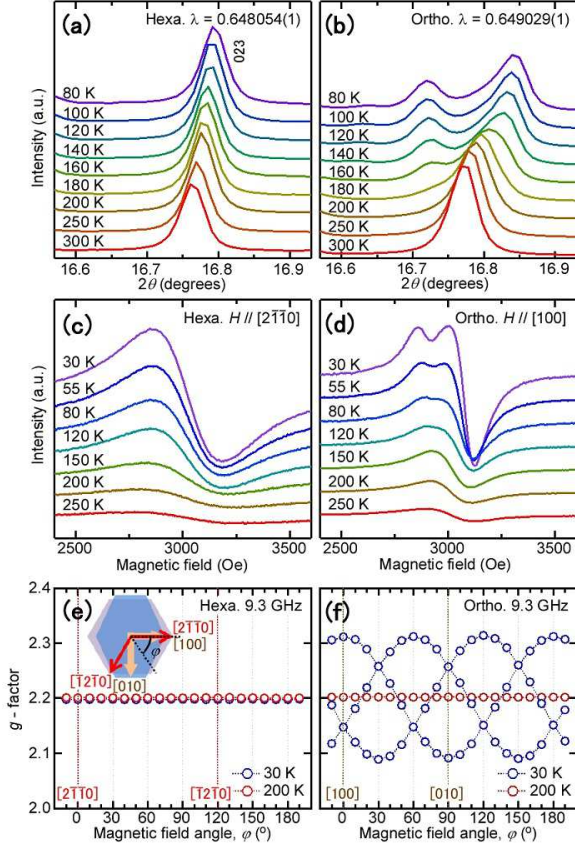 (a) Hexa. λ = 0.648054(1)
023
80 K
100 K
120 K
140 K
160 K
180 K
200 K
250 K
300 K
16.6 16.7 16.8 16.9
2θ (degrees)
Intensity (a.u.)
(b) Ortho. λ = 0.649029(1)
80 K
100 K
120 K
140 K
160 K
180 K
200 K
250 K
300 K
16.6 16.7 16.8 16.9
2θ (degrees)
(c) Hexa. H // [21̅1̅0]
30 K
55 K
80 K
120 K
150 K
200 K
250 K
2500 3000 3500
Magnetic field (Oe)
Intensity (a.u.)
(d) Ortho. H // [100]
30 K
55 K
80 K
120 K
150 K
200 K
250 K
2500 3000 3500
Magnetic field (Oe)
(e) Hexa. 9.3 GHz
[21̅1̅0]
[100]
φ
[1̅21̅0]
[010]
2.4
2.3
2.2
2.1
2.0
g - factor
30 K
200 K
[21̅1̅0] [1̅21̅0]
0 30 60 90 120 150 180
Magnetic field angle, φ (º)
(f) Ortho. 9.3 GHz
30 K
200 K
[100] [010]
0 30 60 90 120 150 180
Magnetic field angle, φ (º)